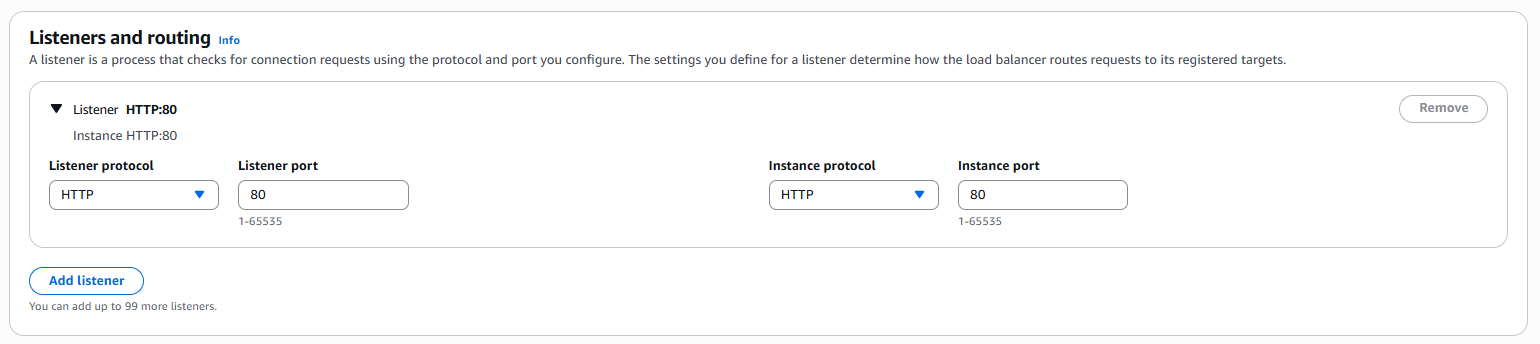 Listeners and routing Info
A listener is a process that checks for connection requests using the protocol and port you configure. The settings you define for a listener determine how the load balancer routes requests to its registered targets.
Listener HTTP:80 Remove
Instance HTTP:80
Listener protocol Listener port Instance protocol Instance port
HTTP 80 HTTP 80
1-65535 1-65535
Add listener
You can add up to 99 more listeners.